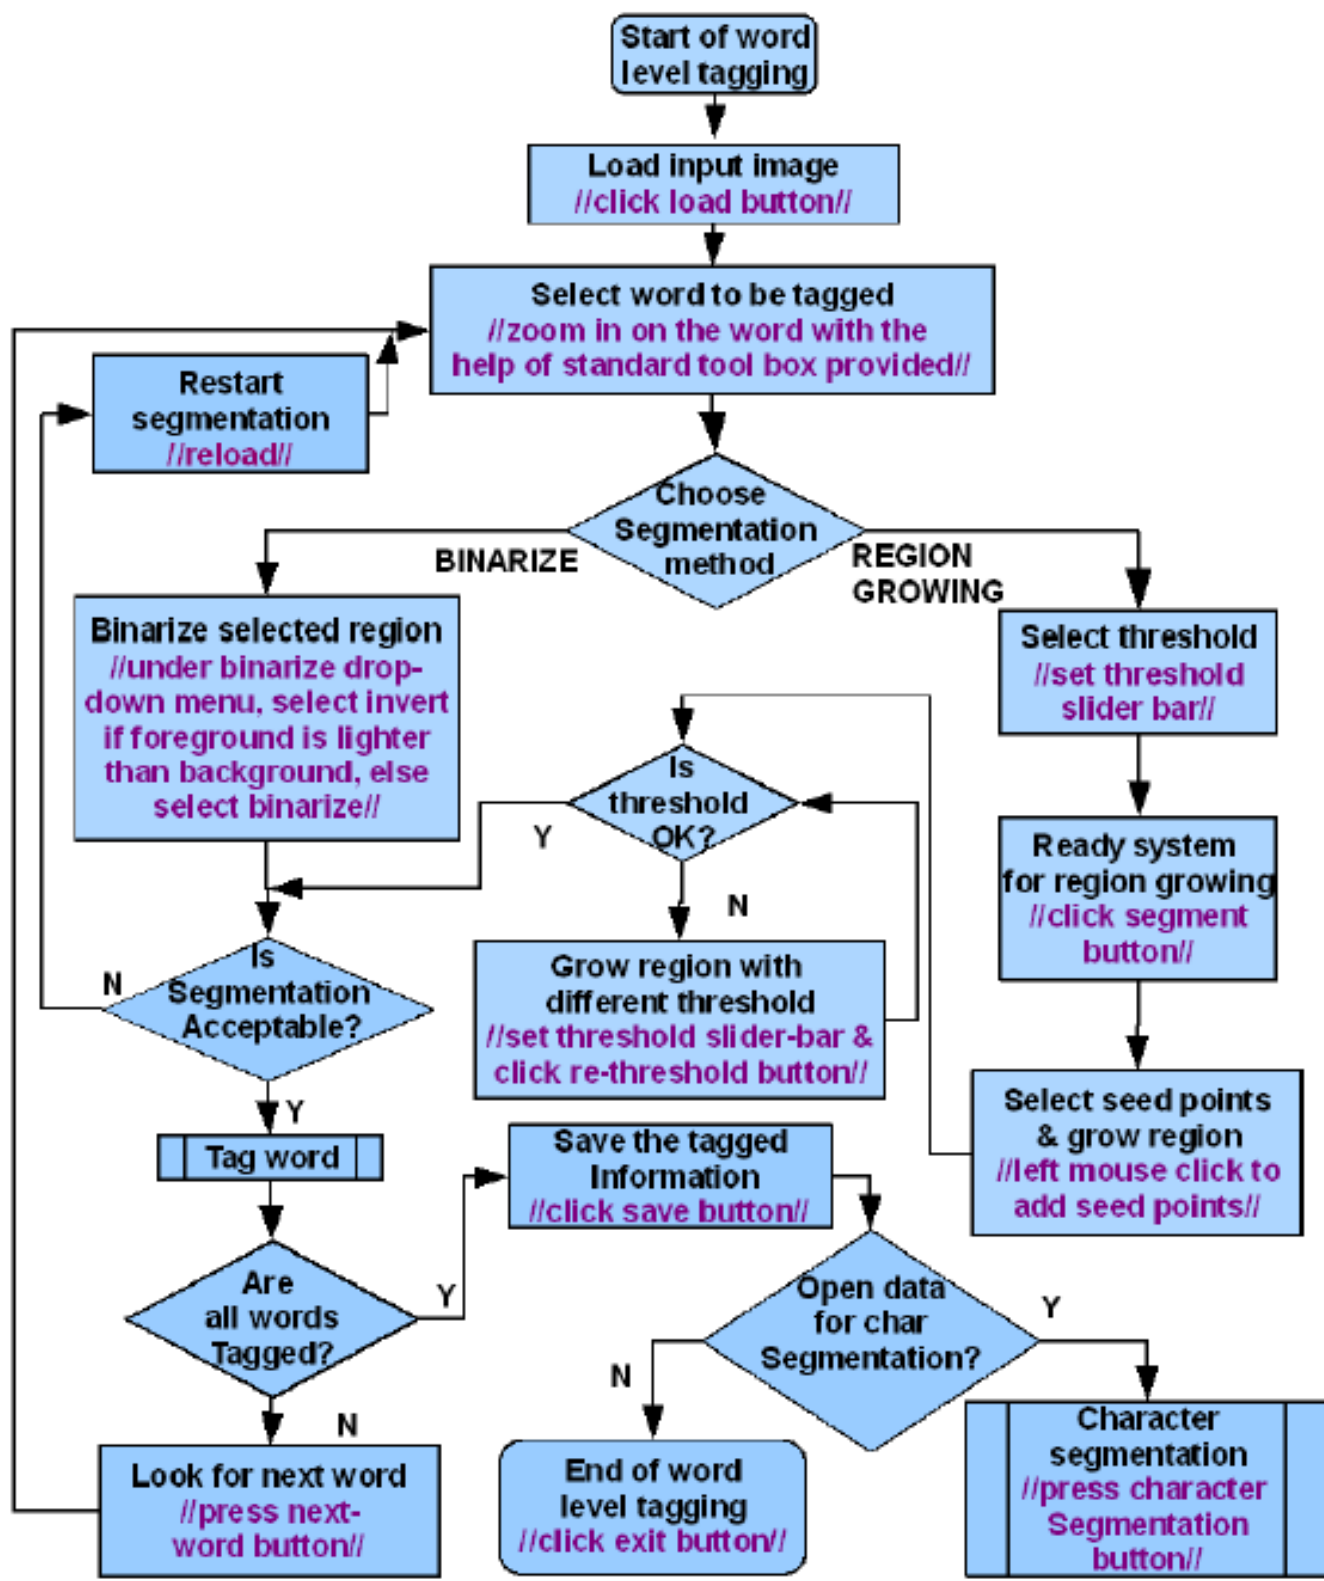 Start of word
level tagging
Load input image
//click load button//
Select word to be tagged
//zoom in on the word with the
help of standard tool box provided//
Restart
segmentation
//reload//
Choose
Segmentation
method
BINARIZE
REGION
GROWING
Binarize selected region
//under binarize drop-
down menu, select invert
if foreground is lighter
than background, else
select binarize//
Select threshold
//set threshold
slider bar//
Is
threshold
OK?
Y
N
Ready system
for region growing
//click segment
button//
Is
Segmentation
Acceptable?
N
Y
Grow region with
different threshold
//set threshold slider-bar &
click re-threshold button//
Select seed points
& grow region
//left mouse click to
add seed points//
Tag word
Save the tagged
Information
//click save button//
Are
all words
Tagged?
Y
N
Open data
for char
Segmentation?
Y
N
Look for next word
//press next-
word button//
End of word
level tagging
//click exit button//
Character
segmentation
//press character
Segmentation
button//